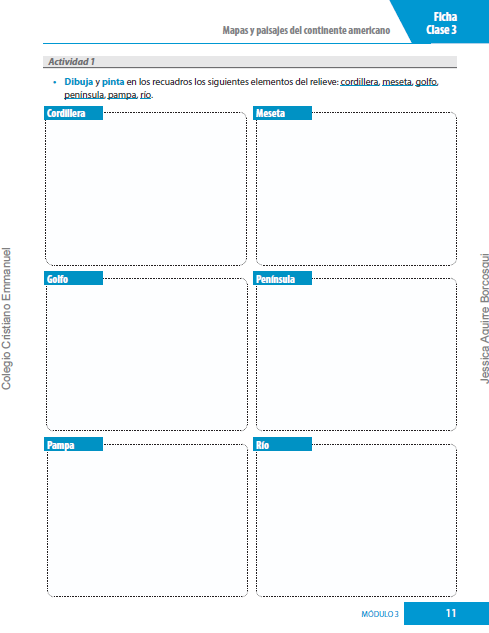 Ficha
Clase 3
Mapas y paisajes del continente americano
Actividad 1
• Dibuja y pinta en los recuadros los siguientes elementos del relieve: cordillera, meseta, golfo,
península, pampa, río.
Cordillera
Meseta
Golfo
Península
Pampa
Río
Colegio Cristiano Emmanuel
Jessica Aguirre Borcosqui
MÓDULO 3
11